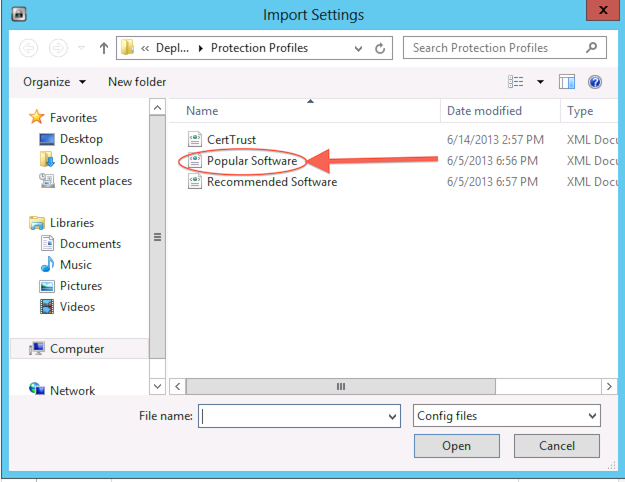 Import Settings
x
« Depl... Protection Profiles
Search Protection Profiles
Organize New folder
Name Date modified Type
Favorites
Desktop
Downloads
Recent places
Libraries
Documents
Music
Pictures
Videos
Computer
Network
CertTrust 6/14/2013 2:57 PM XML Docu
Popular Software 6/5/2013 6:56 PM XML Docu
Recommended Software 6/5/2013 6:57 PM XML Docu
File name: Config files
Open Cancel